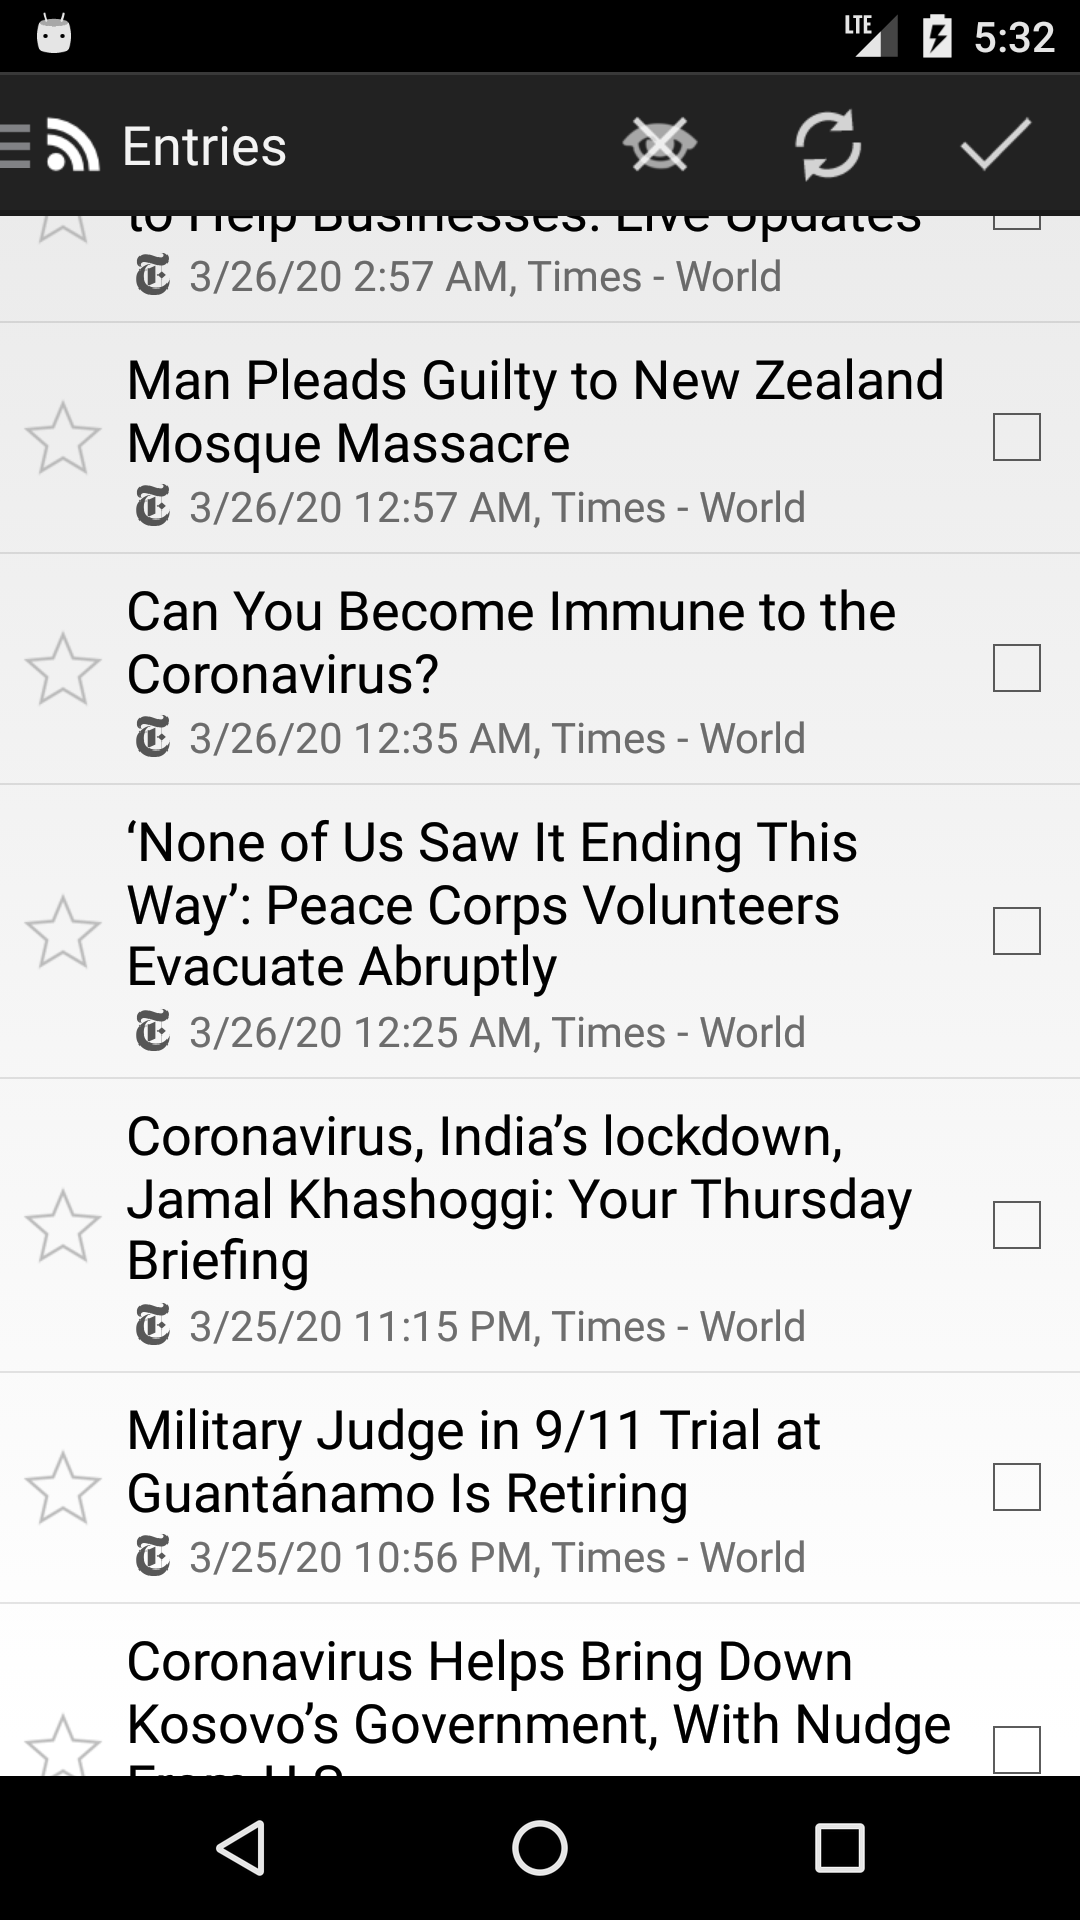 LTE 5:32
Entries
to Help Businesses: Live Updates
3/26/20 2:57 AM, Times - World
Man Pleads Guilty to New Zealand
Mosque Massacre
3/26/20 12:57 AM, Times - World
Can You Become Immune to the
Coronavirus?
3/26/20 12:35 AM, Times - World
‘None of Us Saw It Ending This
Way’: Peace Corps Volunteers
Evacuate Abruptly
3/26/20 12:25 AM, Times - World
Coronavirus, India’s lockdown,
Jamal Khashoggi: Your Thursday
Briefing
3/25/20 11:15 PM, Times - World
Military Judge in 9/11 Trial at
Guantánamo Is Retiring
3/25/20 10:56 PM, Times - World
Coronavirus Helps Bring Down
Kosovo’s Government, With Nudge
From U.S.